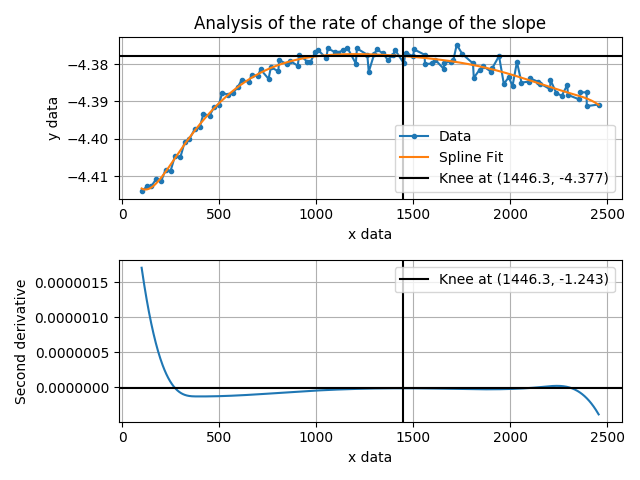 Analysis of the rate of change of the slope
−4.38
−4.39
−4.40
−4.41
y data
Data
Spline Fit
Knee at (1446.3, -4.377)
0
500
1000
1500
2000
2500
x data
0.0000015
0.0000010
0.0000005
0.0000000
Second derivative
Knee at (1446.3, -1.243)
0
500
1000
1500
2000
2500
x data